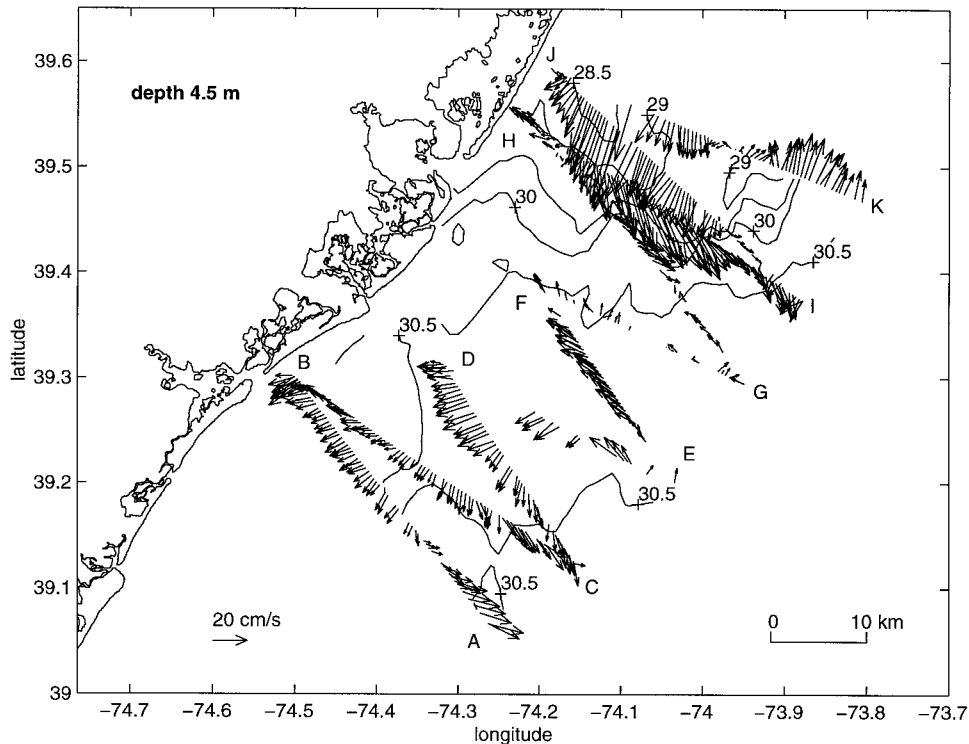 39.6
39.5
39.4
39.3
39.2
39.1
39
latitude
depth 4.5 m
J
28.5
29
H
29
K
30
30
30.5
F
I
30.5
B
D
G
E
30.5
30.5
C
20 cm/s
A
0 10 km
−74.7 −74.6 −74.5 −74.4 −74.3 −74.2 −74.1 −74 −73.9 −73.8 −73.7
longitude